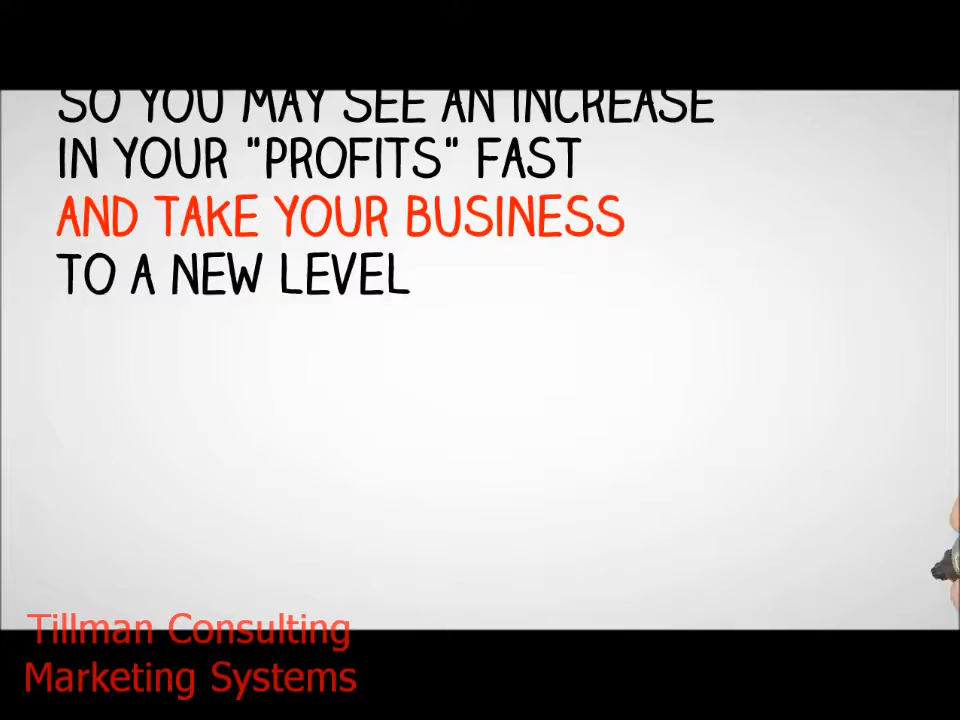 SO YOU MAY SEE AN INCREASE
IN YOUR "PROFITS" FAST
AND TAKE YOUR BUSINESS
TO A NEW LEVEL
Tillman Consulting
Marketing Systems